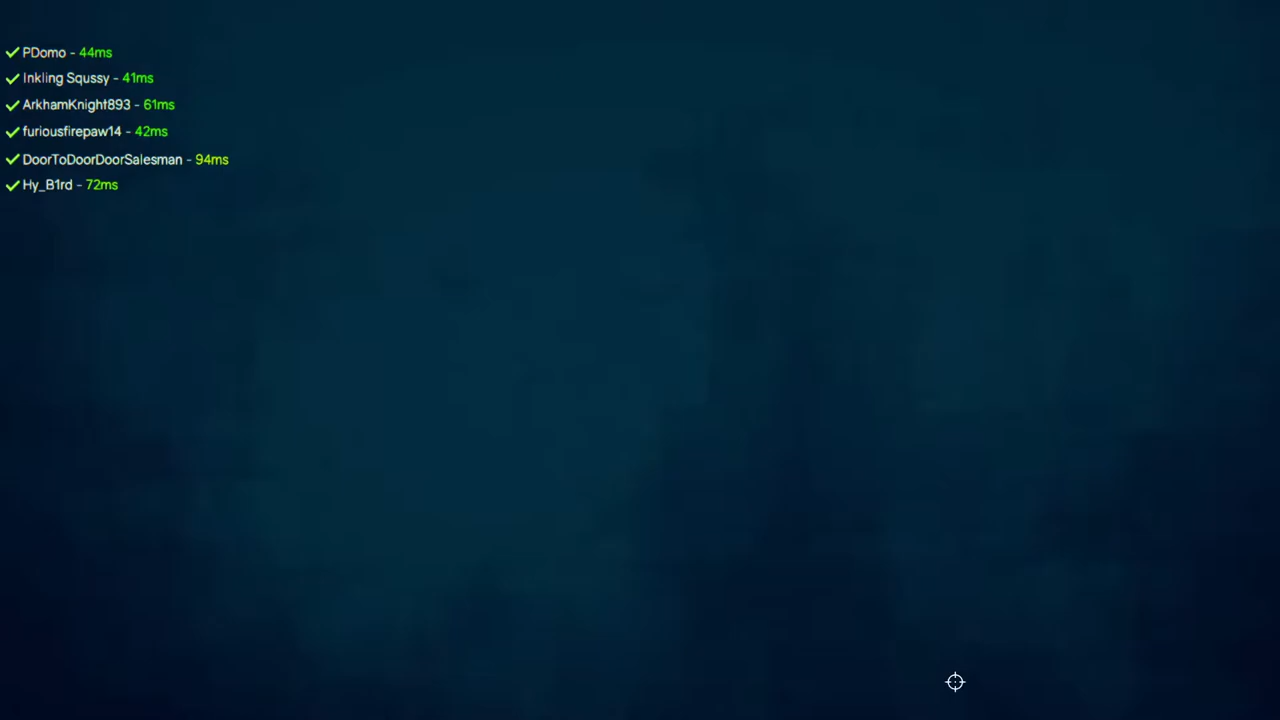 PDomo - 44ms
Inkling Squssy - 41ms
ArkhamKnight893 - 61ms
furiousfirepaw14 - 42ms
DoorToDoorDoorSalesman - 94ms
Hy_B1rd - 72ms